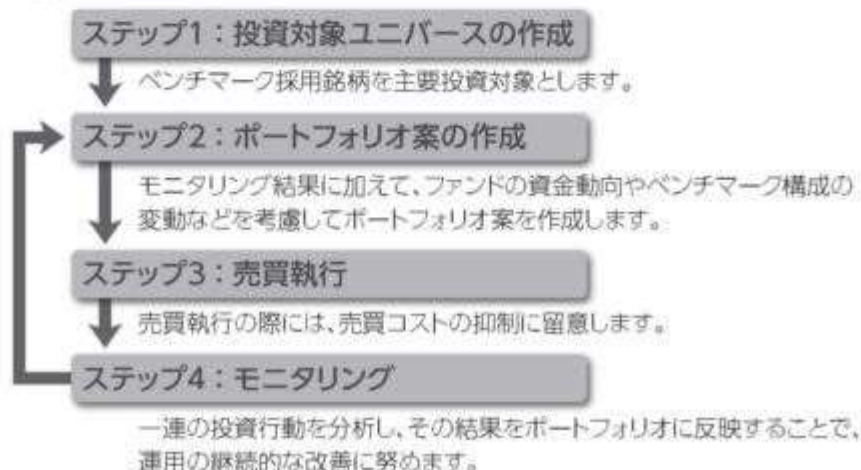 ステップ1：投資対象ユニバースの作成
ベンチマーク採用銘柄を主要投資対象とします。
ステップ2：ポートフォリオ案の作成
モニタリング結果に加えて、ファンドの資金動向やベンチマーク構成の
変動などを考慮してポートフォリオ案を作成します。
ステップ3：売買執行
売買執行の際には、売買コストの抑制に留意します。
ステップ4：モニタリング
一連の投資行動を分析し、その結果をポートフォリオに反映することで、
運用の継続的な改善に努めます。